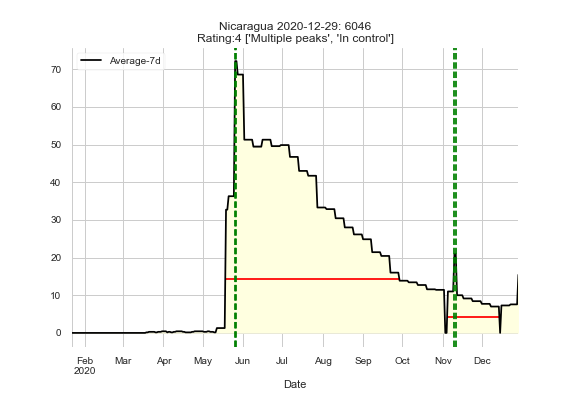 Nicaragua 2020-12-29: 6046
Rating:4 ['Multiple peaks', 'In control']
Average-7d
70
60
50
40
30
20
10
0
Feb Mar Apr May Jun Jul Aug Sep Oct Nov Dec
2020
Date